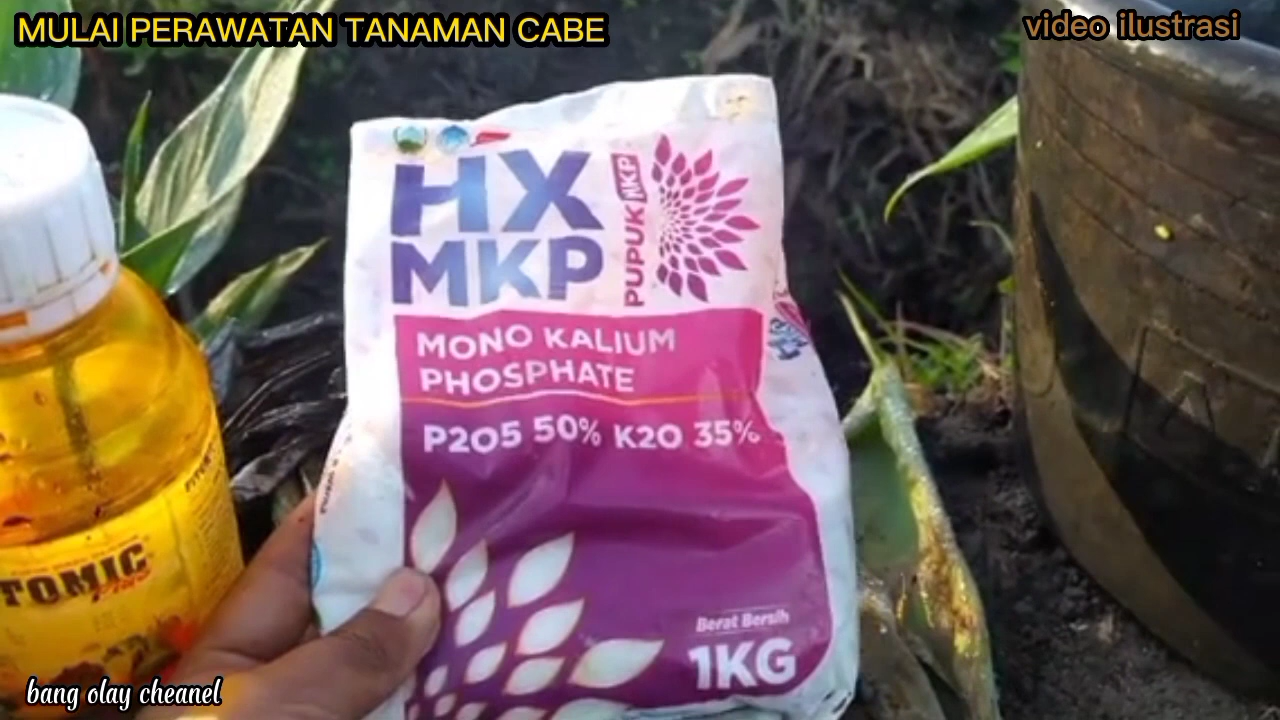 MULAI PERAWATAN TANAMAN CABE
video ilustrasi
HX
MKP
PUPUK MKP
MONO KALIUM
PHOSPHATE
P2O5 50% K2O 35%
Berat Bersih
1KG
TOMIC
bang olay cheanel